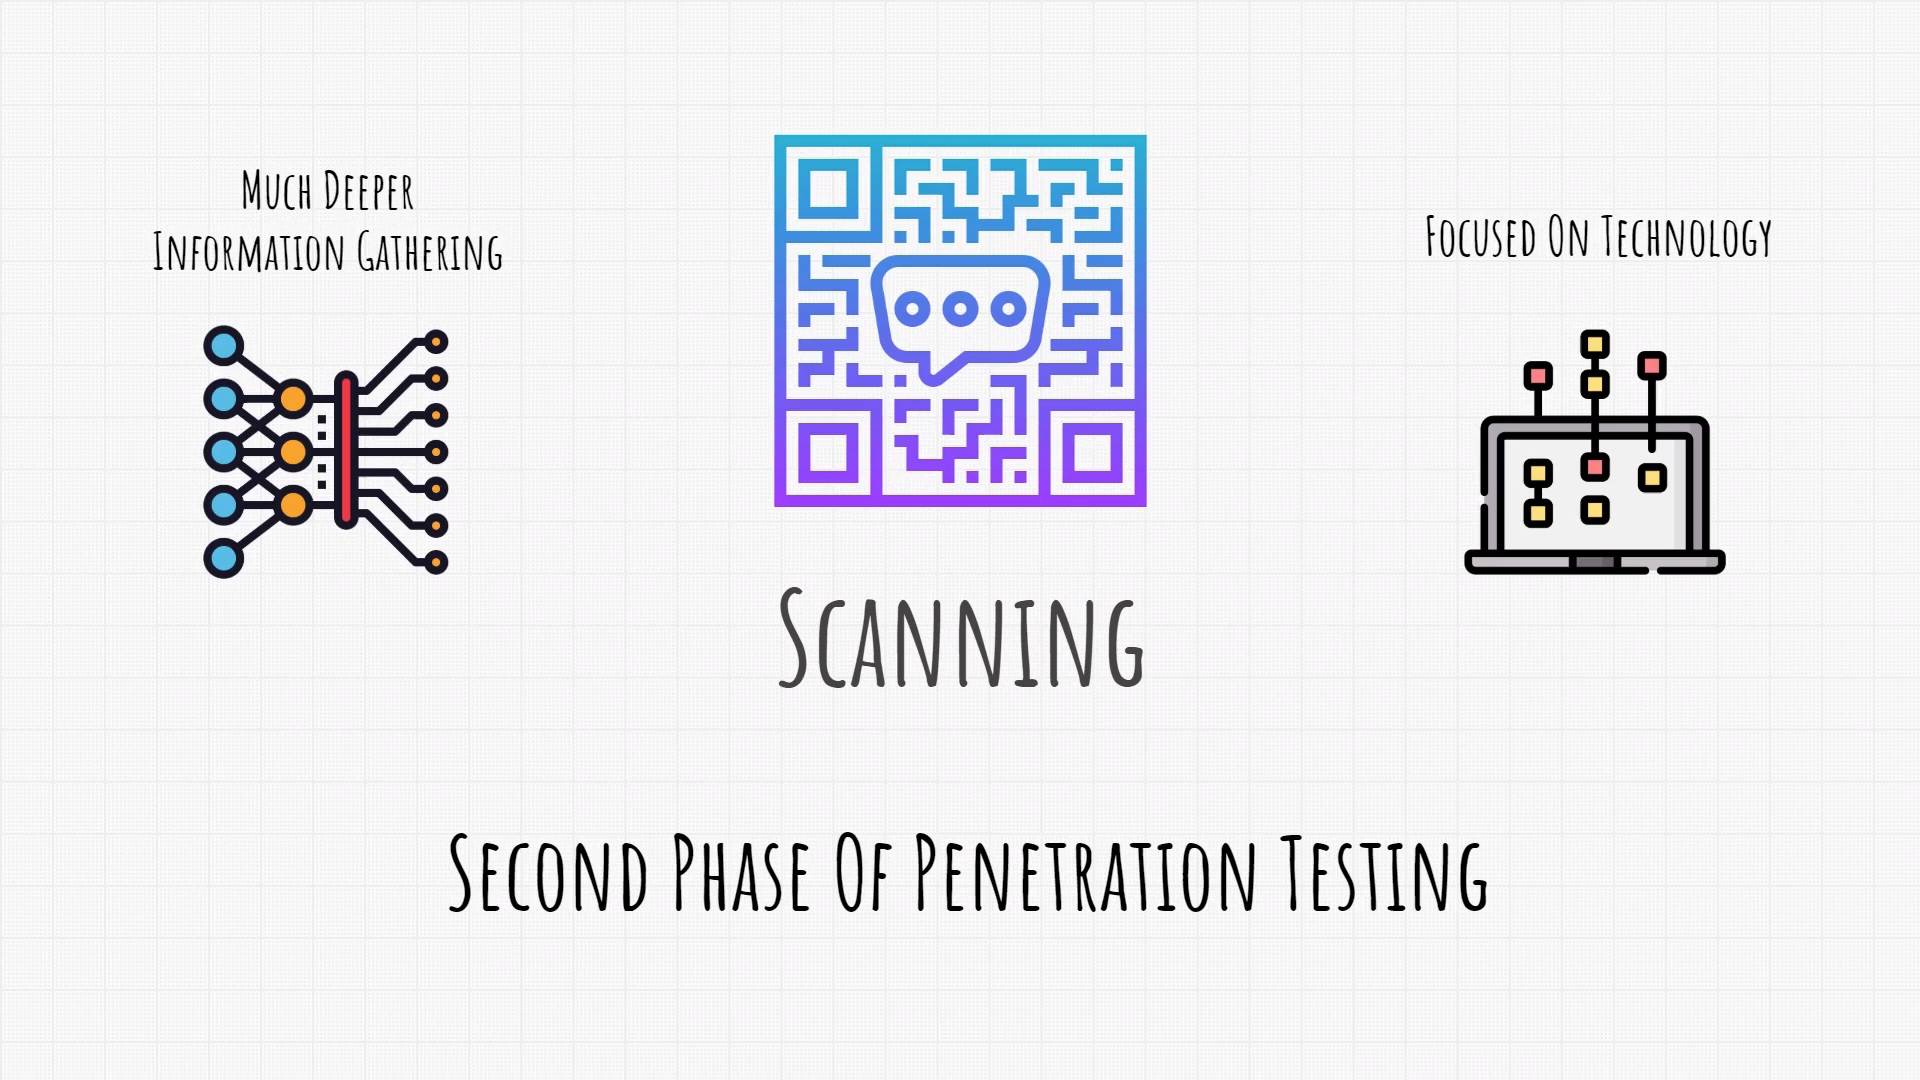 Much Deeper
Information Gathering
Focused On Technology
Scanning
Second Phase Of Penetration Testing